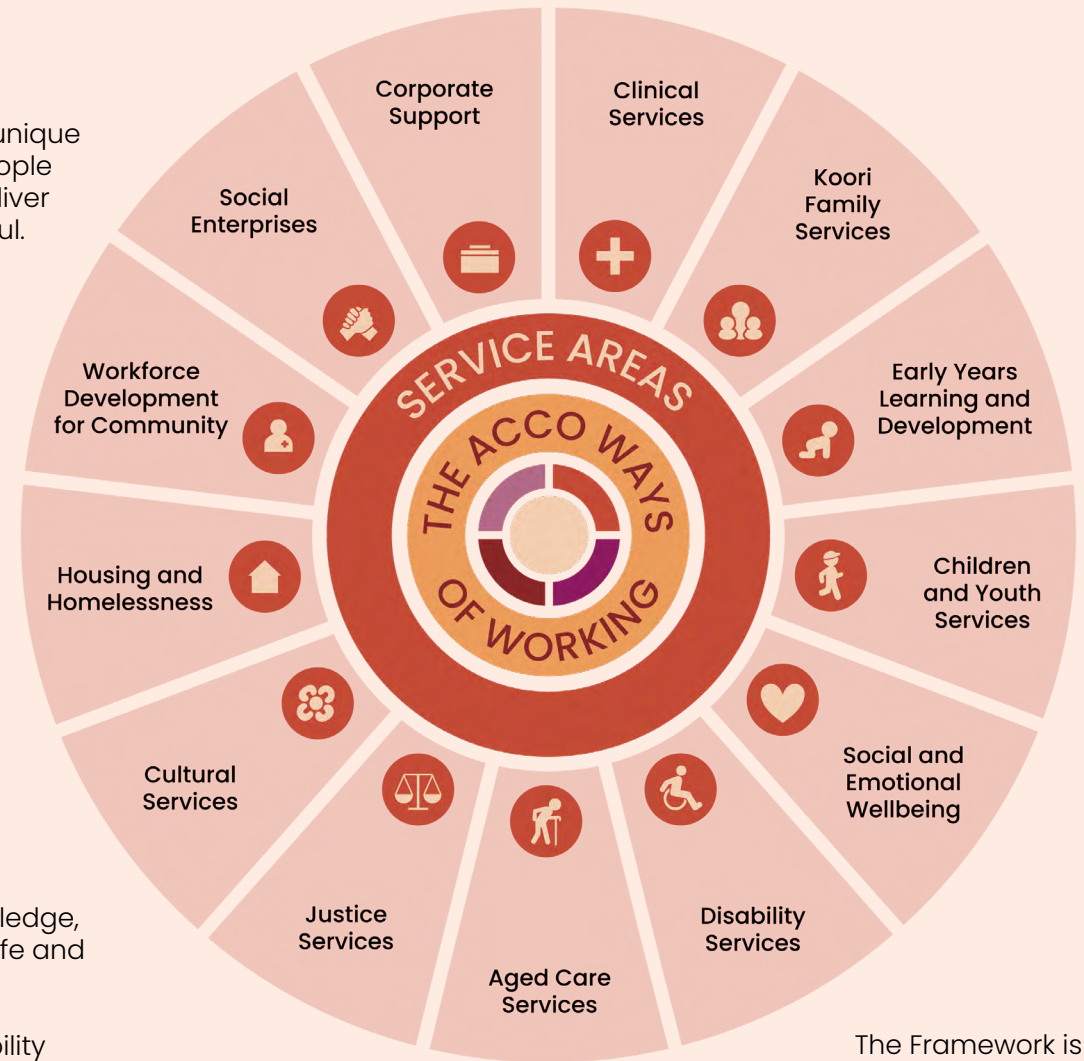 unique
ople
liver
ul.
Corporate
Support
Clinical
Services
Koori
Family
Services
Early Years
Learning and
Development
Children
and Youth
Services
Social and
Emotional
Wellbeing
Disability
Services
Aged Care
Services
Justice
Services
Cultural
Services
Housing and
Homelessness
Workforce
Development
for Community
Social
Enterprises
SERVICE AREAS
THE ACCO WAYS
OF WORKING
ledge,
fe and
bility
The Framework is